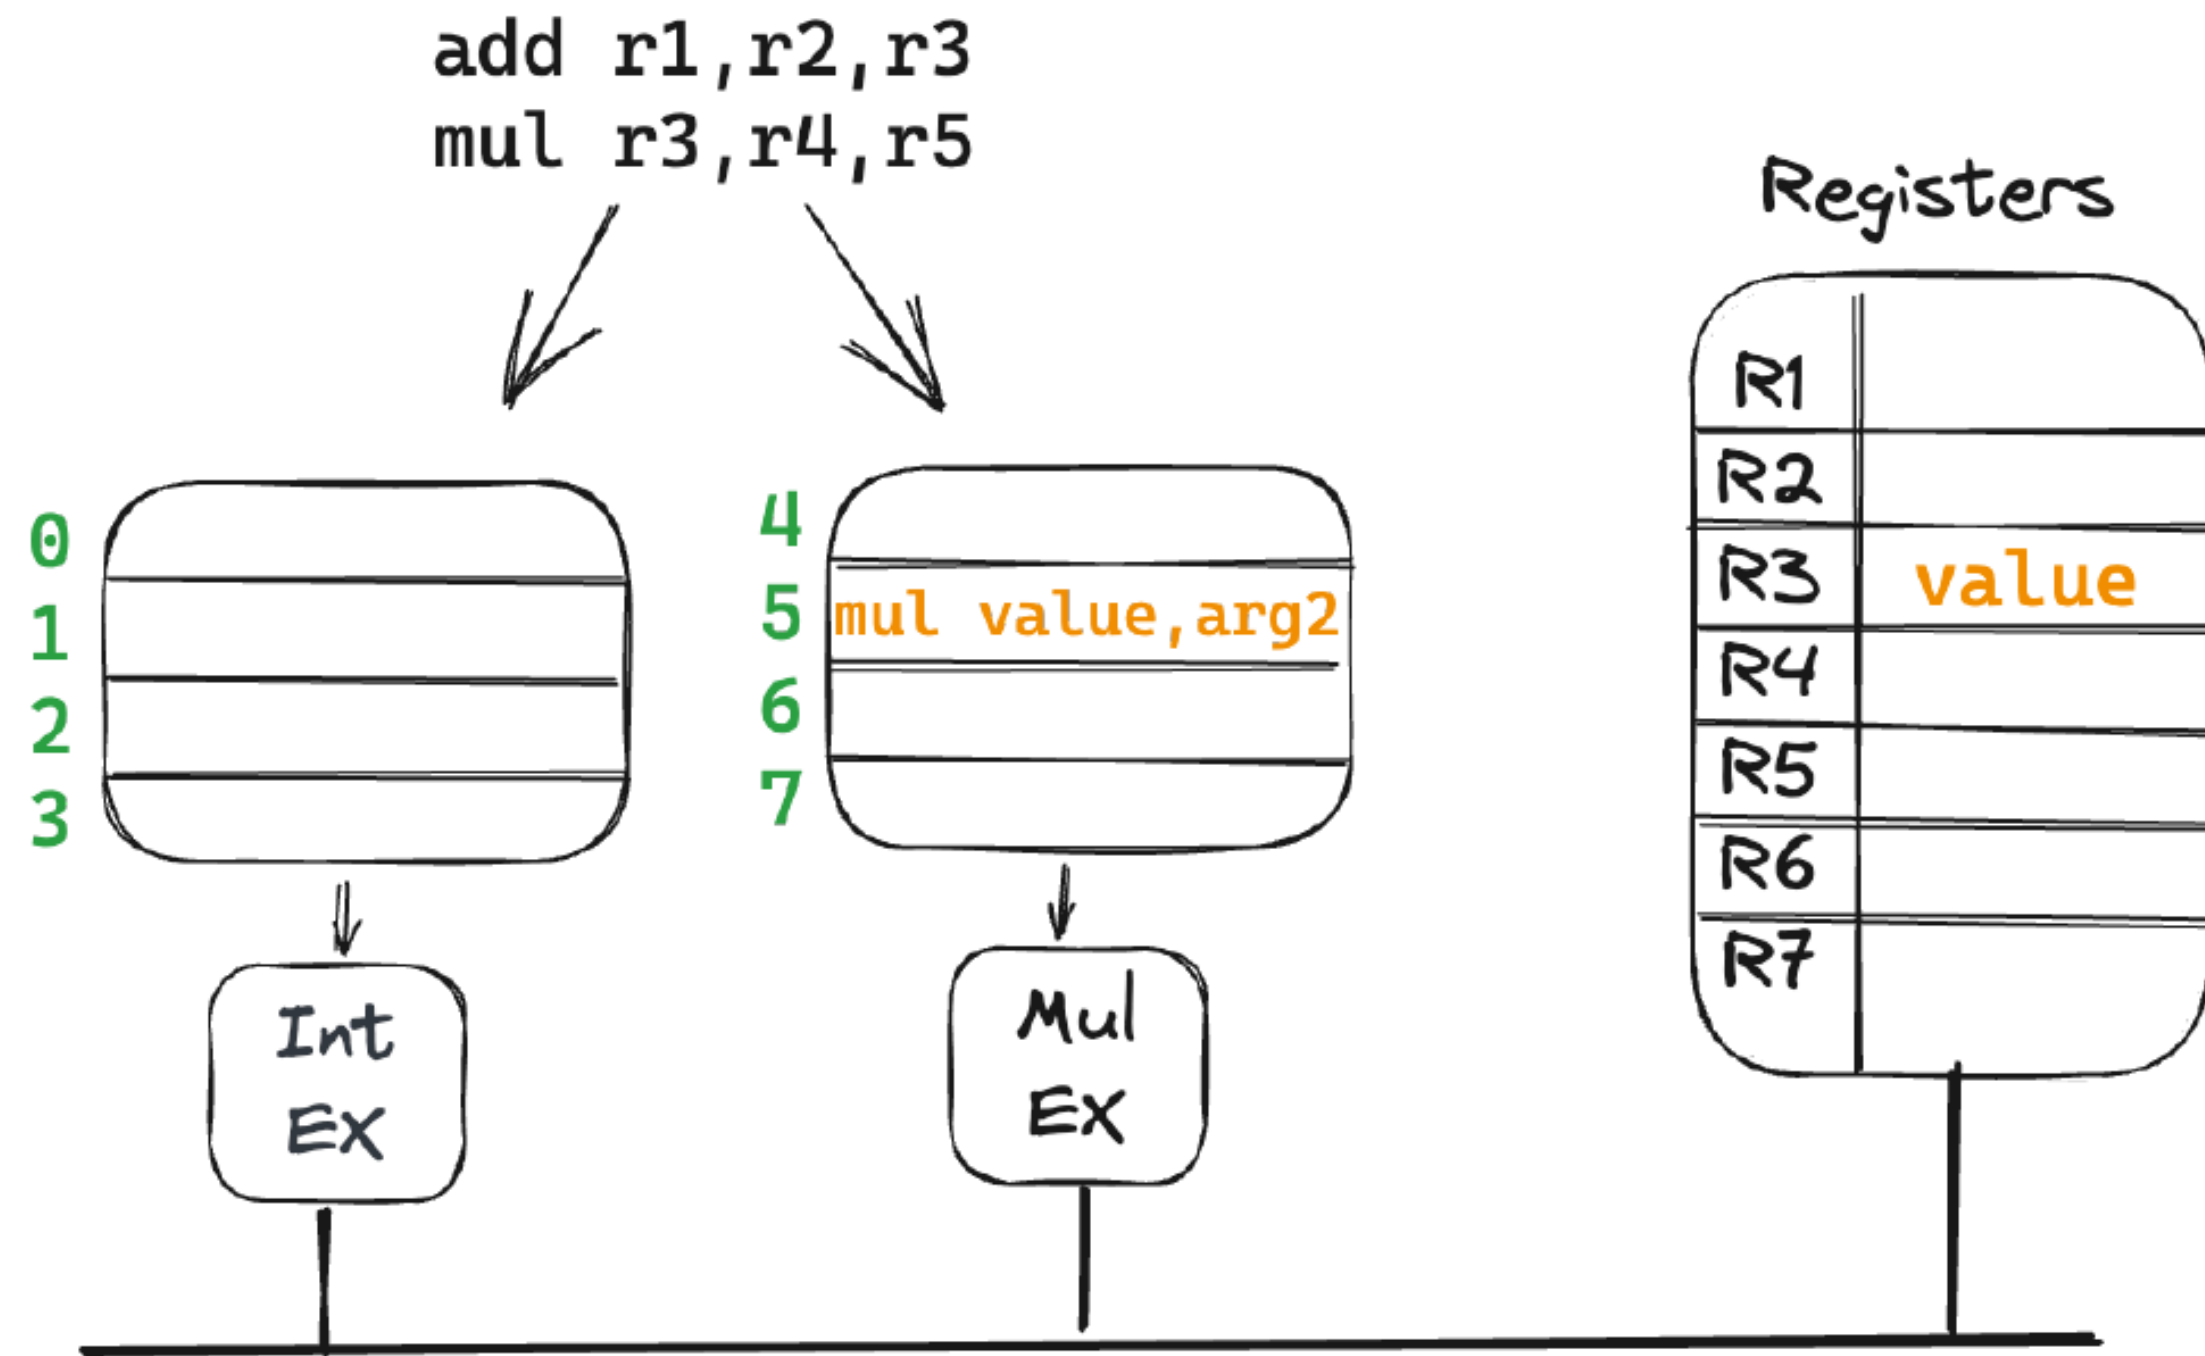 add r1,r2,r3
mul r3,r4,r5
0
1
2
3
4
5 mul value,arg2
6
7
Int
EX
Mul
EX
Registers
R1
R2
R3 value
R4
R5
R6
R7